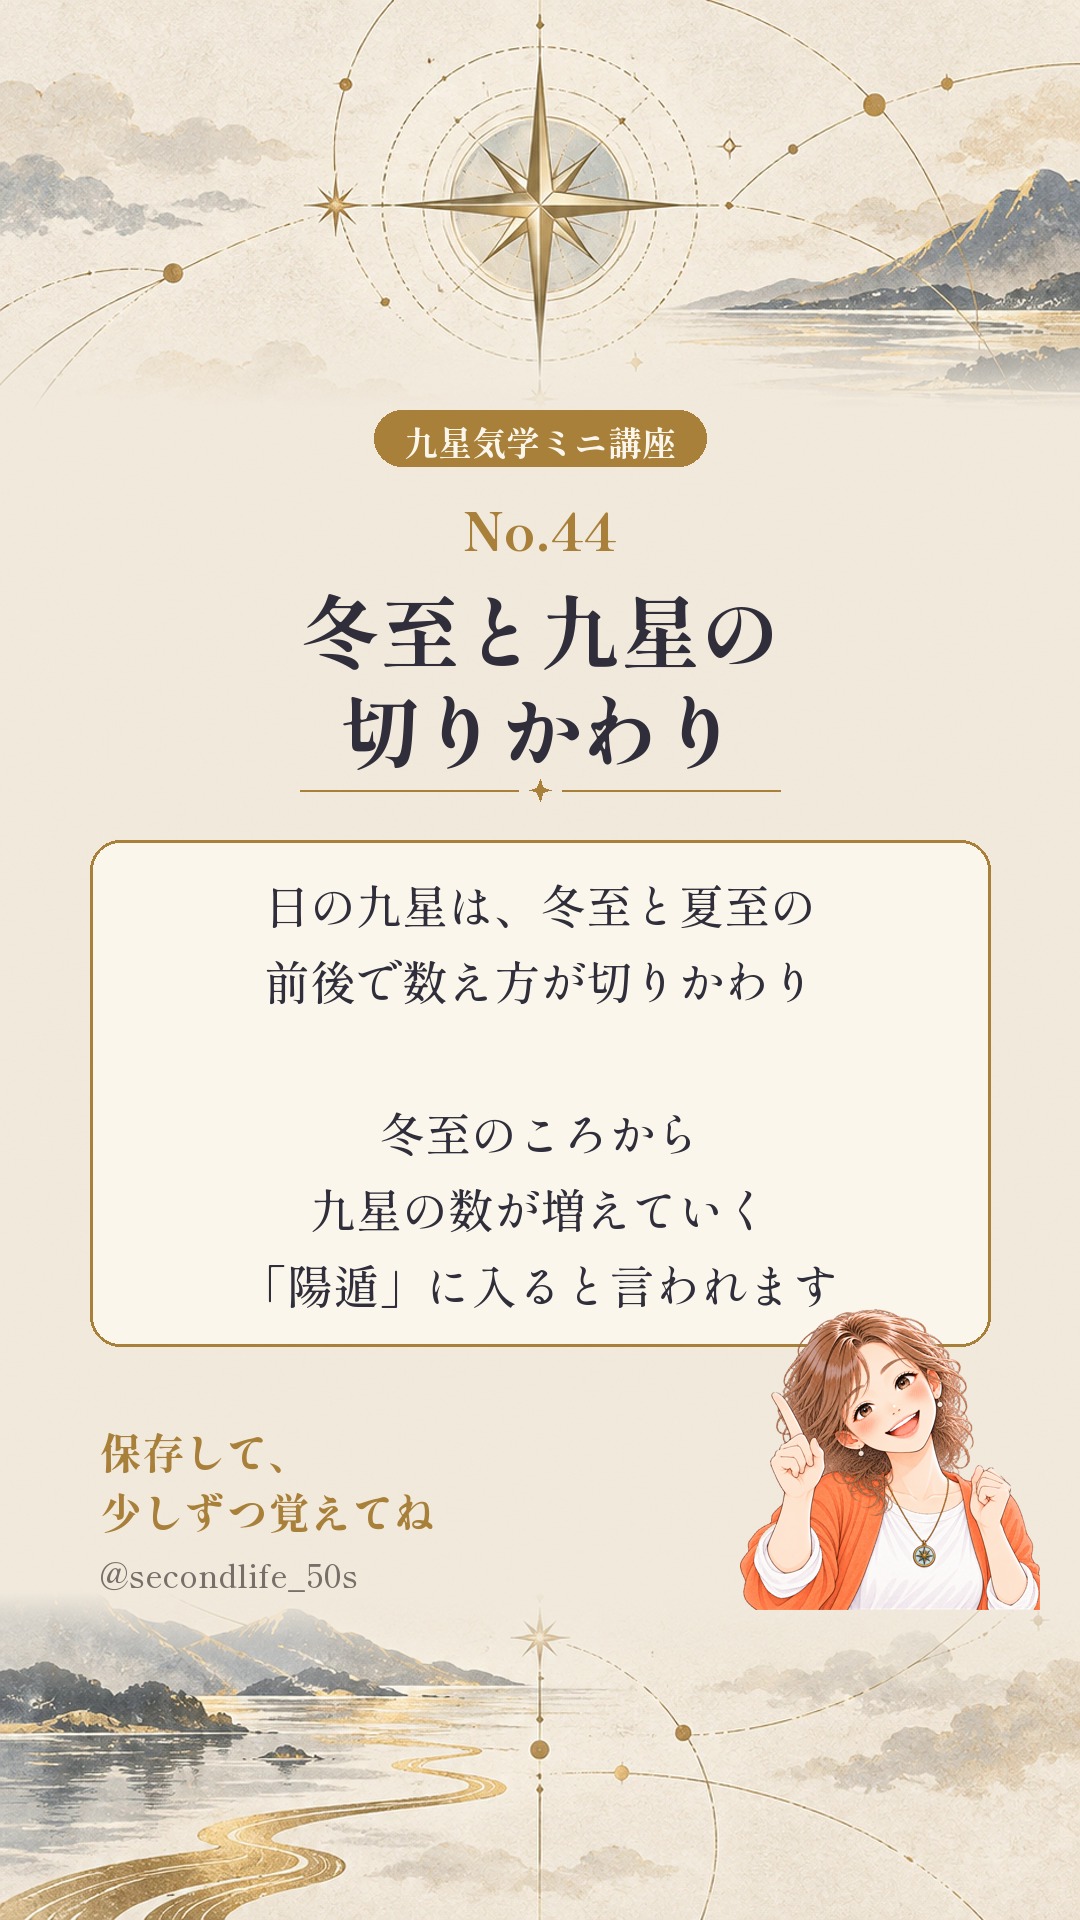 九星気学ミニ講座
No.44
冬至と九星の
切りかわり
日の九星は、冬至と夏至の
前後で数え方が切りかわり
冬至のころから
九星の数が増えていく
「陽遁」に入ると言われます
保存して、
少しずつ覚えてね
@secondlife_50s